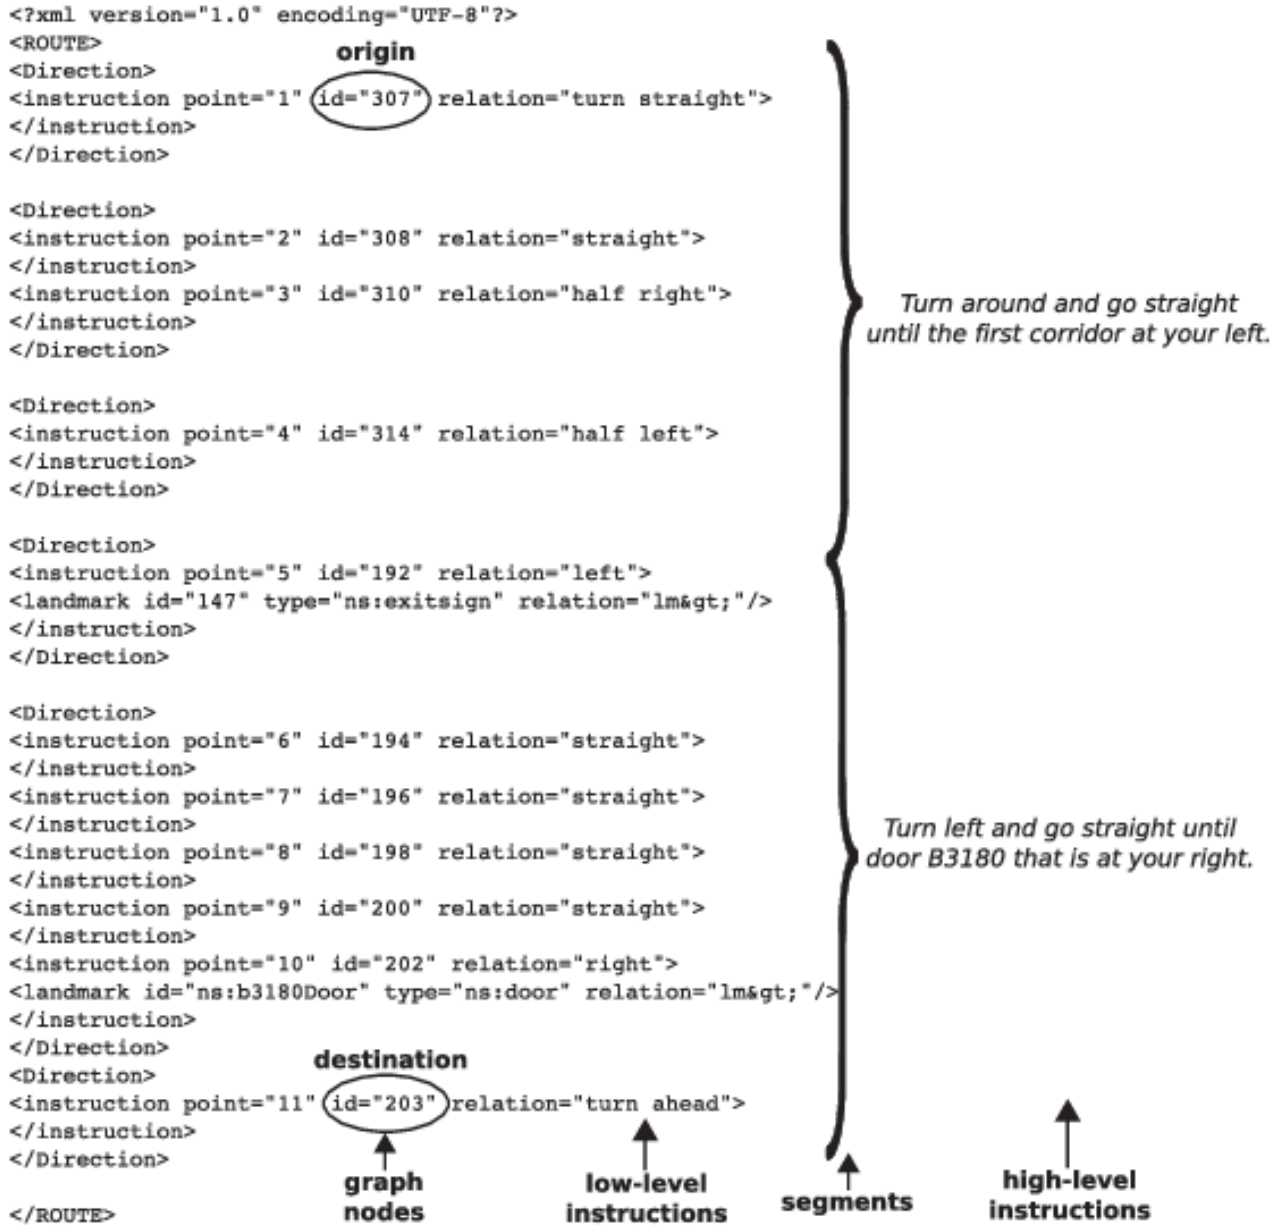 <?xml version="1.0" encoding="UTF-8"?>
<ROUTE>
origin
<Direction>
<instruction point="1" id="307" relation="turn straight">
</instruction>
</Direction>
<Direction>
<instruction point="2" id="308" relation="straight">
</instruction>
<instruction point="3" id="310" relation="half right">
</instruction>
</Direction>
Turn around and go straight
until the first corridor at your left.
<Direction>
<instruction point="4" id="314" relation="half left">
</instruction>
</Direction>
<Direction>
<instruction point="5" id="192" relation="left">
<landmark id="147" type="ns:exitsign" relation="lm&gt;"/>
</instruction>
</Direction>
<Direction>
<instruction point="6" id="194" relation="straight">
</instruction>
<instruction point="7" id="196" relation="straight">
</instruction>
<instruction point="8" id="198" relation="straight">
</instruction>
Turn left and go straight until
door B3180 that is at your right.
<instruction point="9" id="200" relation="straight">
</instruction>
<instruction point="10" id="202" relation="right">
<landmark id="ns:b3180Door" type="ns:door" relation="lm&gt;"/>
</instruction>
</Direction>
destination
<Direction>
<instruction point="11" id="203" relation="turn ahead">
</instruction>
</Direction>
graph
nodes
low-level
instructions
segments
high-level
instructions
</ROUTE>